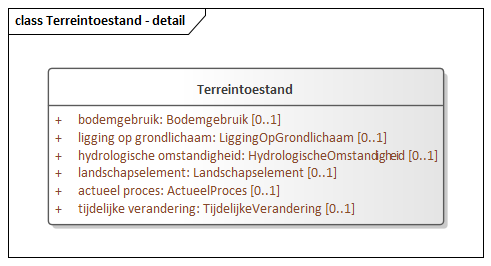 class Terreintoestand - detail
Terreintoestand
+ bodemgebruik: Bodemgebruik [0..1]
+ ligging op grondlichaam: LiggingOpGrondlichaam [0..1]
+ hydrologische omstandigheid: HydrologischeOmstandigheid [0..1]
+ landschapselement: Landschapselement [0..1]
+ actueel proces: ActueelProces [0..1]
+ tijdelijke verandering: TijdelijkeVerandering [0..1]